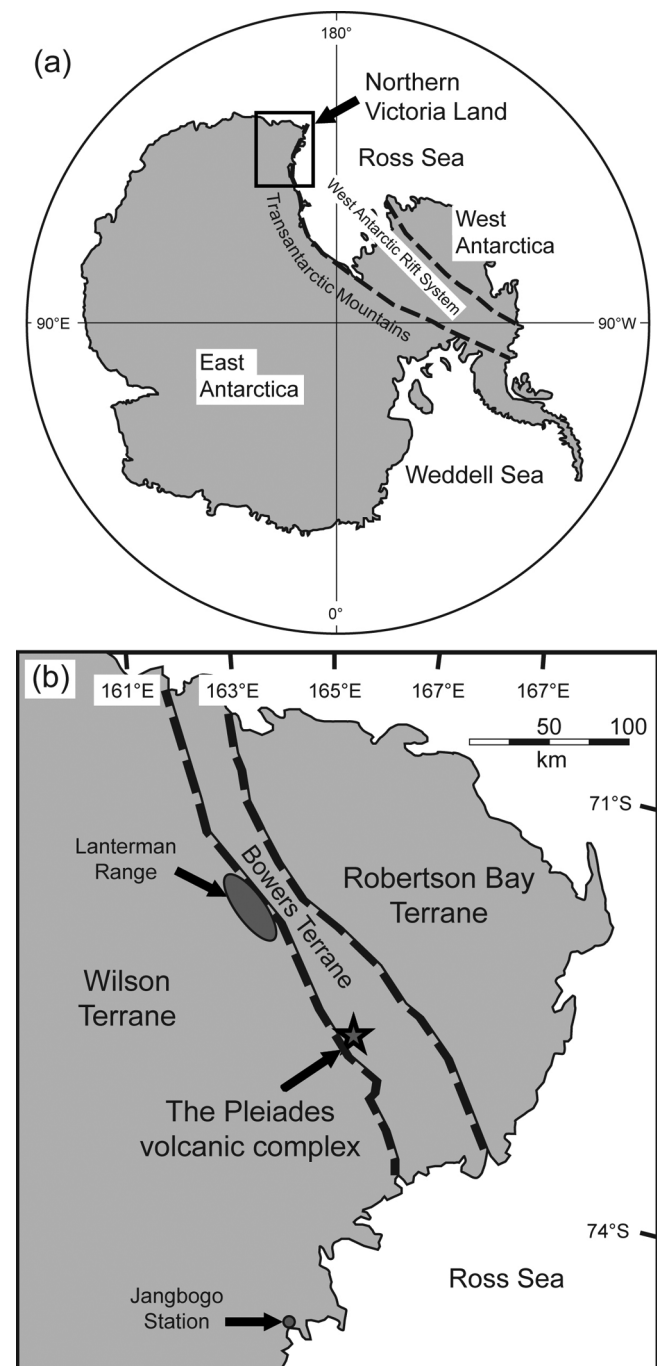 (a)
180°
Northern
Victoria Land
Ross Sea
West Antarctic Rift System
West
Antarctica
Transantarctic Mountains
90°E
90°W
East
Antarctica
Weddell Sea
0°
(b)
161°E
163°E
165°E
167°E
167°E
50
100
km
71°S
Lanterman
Range
Bowers Terrane
Robertson Bay
Terrane
Wilson
Terrane
The Pleiades
volcanic complex
74°S
Ross Sea
Jangbogo
Station